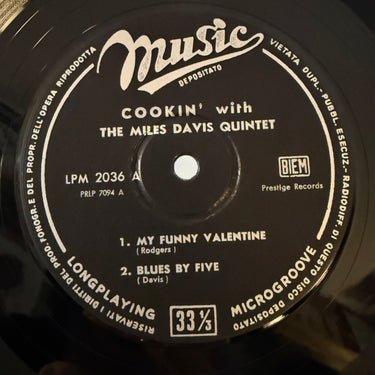 Music
DEPOSITATO
COOKIN' with
THE MILES DAVIS QUINTET
LPM 2036 A
PRLP 7094 A
BIEM
Prestige Records
1. MY FUNNY VALENTINE
( Rodgers )
2. BLUES BY FIVE
( Davis )
LONGPLAYING
33 1/3
MICROGROOVE
RISERVATI I DIRITTI DEL PROD. FONOGR. E DEL PROPR. DELL'OPERA RIPRODOTTA
VIETATA DUPL. - PUBBL. ESECUZ. - RADIODIFF. DI QUESTO DISCO DEPOSITATO